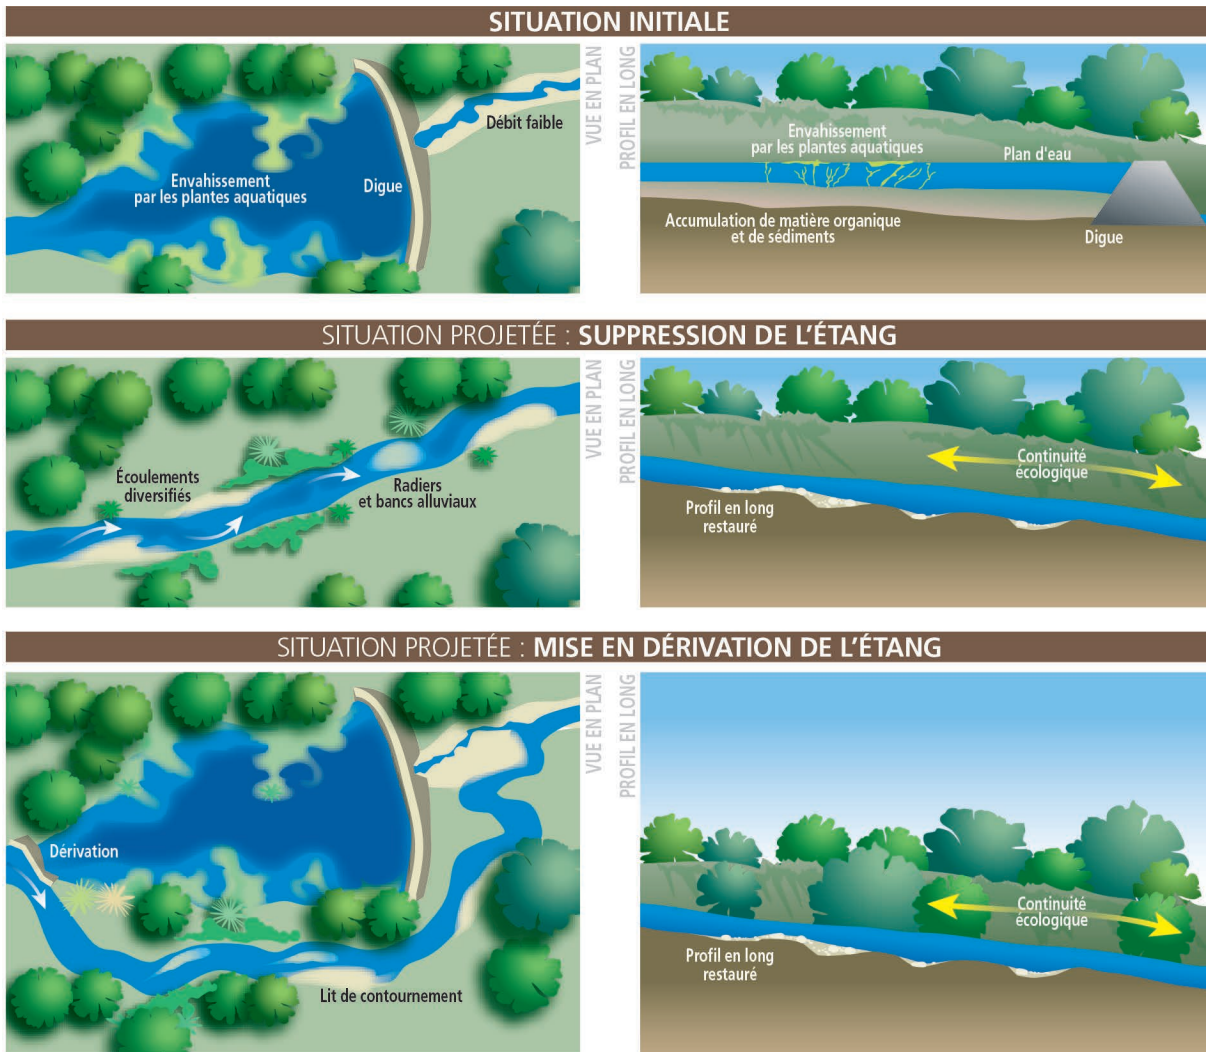 SITUATION INITIALE
Débit faible
Envahissement
par les plantes aquatiques
Digue
VUE EN PLAN
PROFIL EN LONG
Envahissement
par les plantes aquatiques
Plan d'eau
Accumulation de matière organique
et de sédiments
Digue
SITUATION PROJETÉE : SUPPRESSION DE L'ÉTANG
Écoulements
diversifiés
Radiers
et bancs alluviaux
VUE EN PLAN
PROFIL EN LONG
Continuité
écologique
Profil en long
restauré
SITUATION PROJETÉE : MISE EN DÉRIVATION DE L'ÉTANG
Dérivation
Lit de contournement
VUE EN PLAN
PROFIL EN LONG
Continuité
écologique
Profil en long
restauré